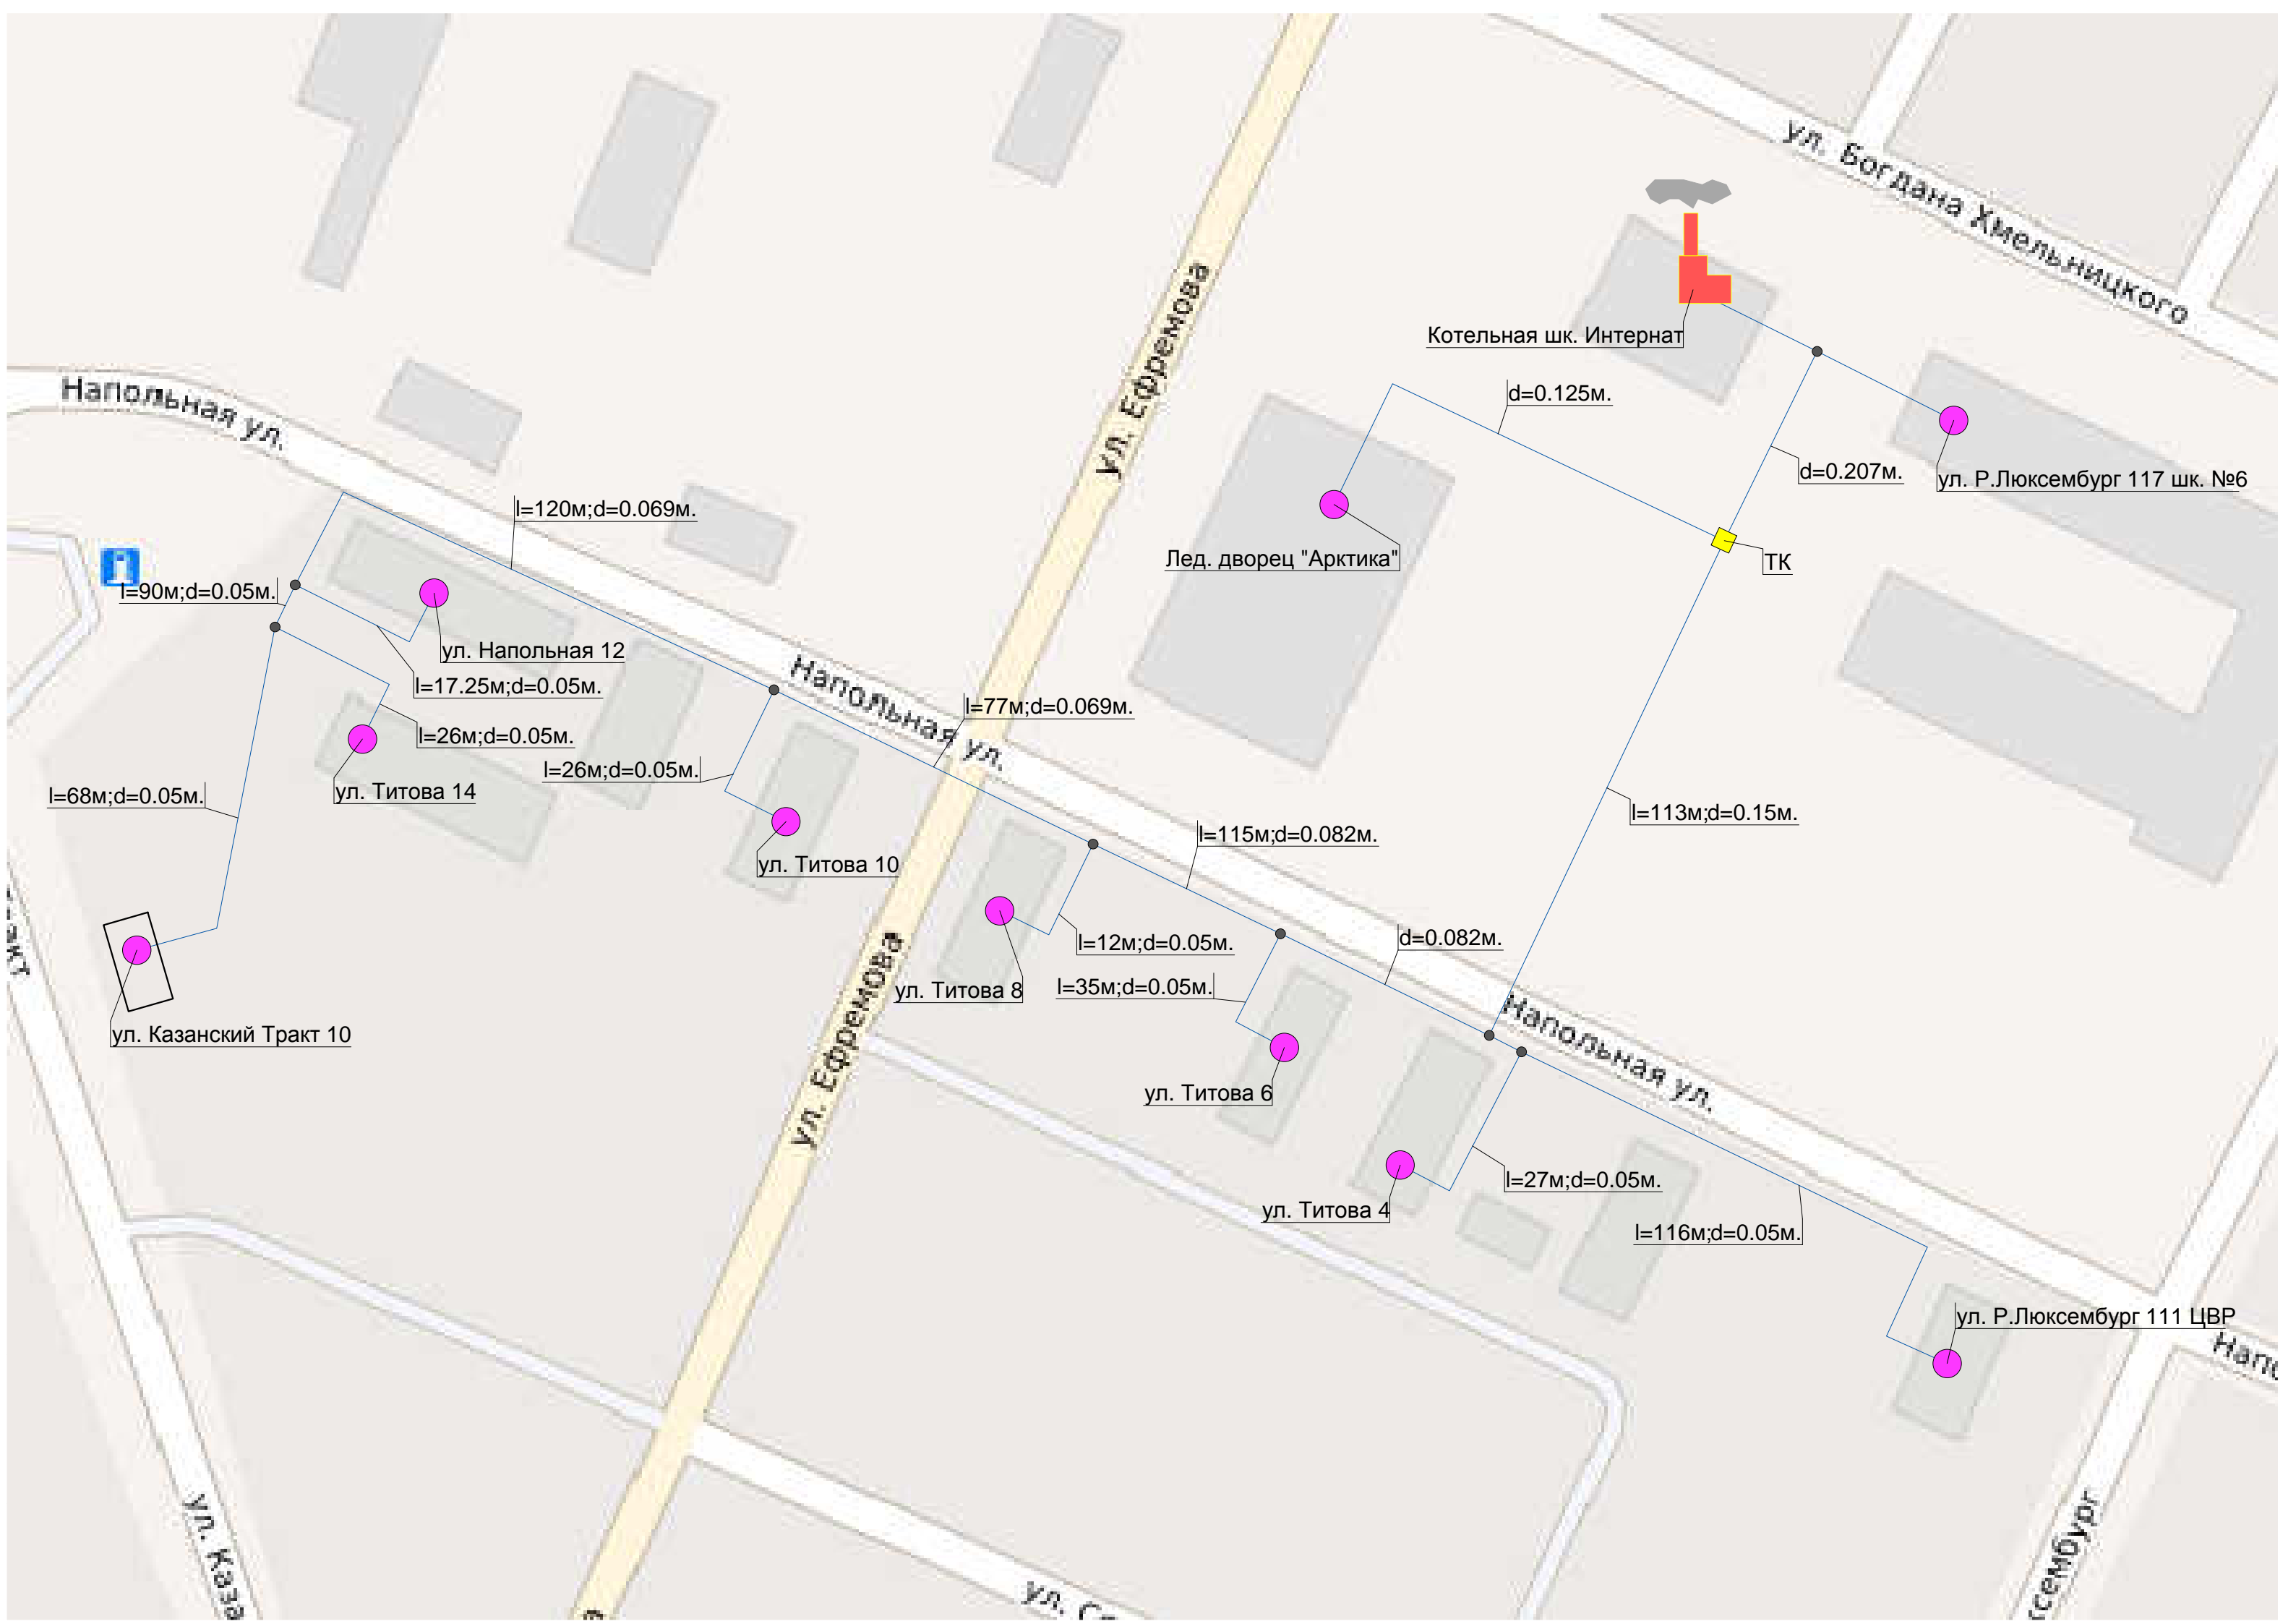 ул. Богдана Хмельницкого
ул. Ефремова
Котельная шк. Интернат
Напольная ул.
d=0.125м.
d=0.207м.
ул. Р.Люксембург 117 шк. №6
l=120м;d=0.069м.
Лед. дворец "Арктика"
ТК
l=90м;d=0.05м.
ул. Напольная 12
l=17.25м;d=0.05м.
Напольная ул.
l=77м;d=0.069м.
l=26м;d=0.05м.
l=26м;d=0.05м.
ул. Титова 14
l=68м;d=0.05м.
l=113м;d=0.15м.
l=115м;d=0.082м.
ул. Титова 10
d=0.082м.
l=12м;d=0.05м.
ул. Титова 8
l=35м;d=0.05м.
ул. Казанский Тракт 10
Напольная ул.
ул. Ефремова
ул. Титова 6
l=27м;d=0.05м.
ул. Титова 4
l=116м;d=0.05м.
ул. Р.Люксембург 111 ЦВР
ул.
ул.